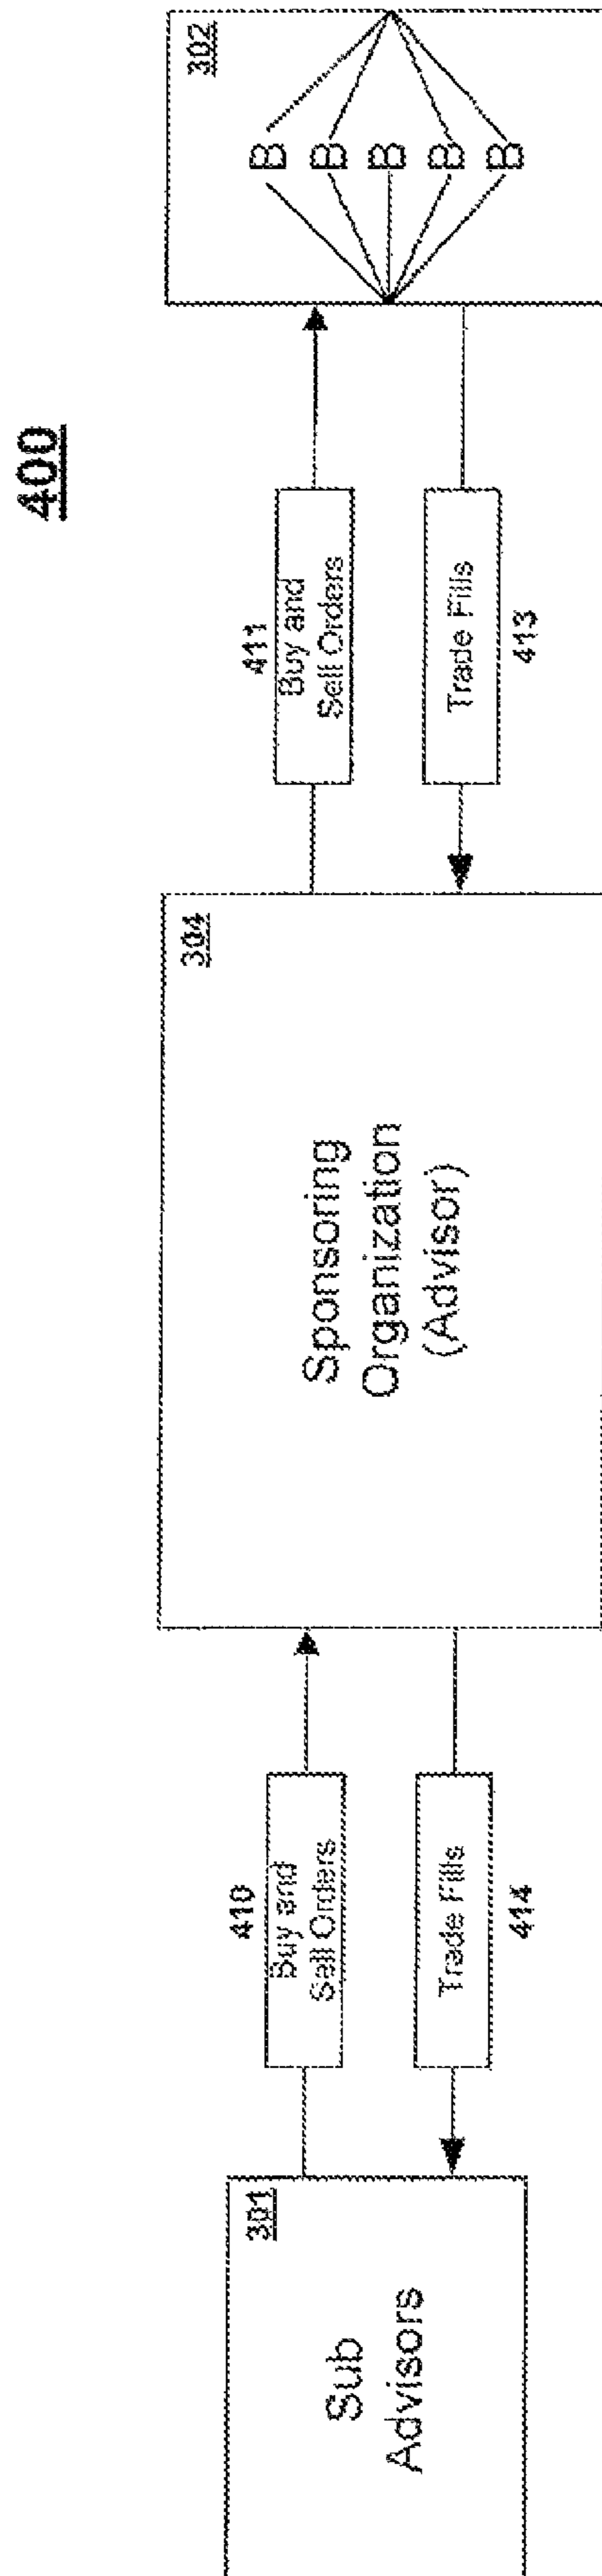 400
301
Sub
Advisors
410
Buy and
Sell Orders
Trade Fills
414
304
Sponsoring
Organization
(Advisor)
411
Buy and
Sell Orders
Trade Fills
413
302
B
B
B
B
B